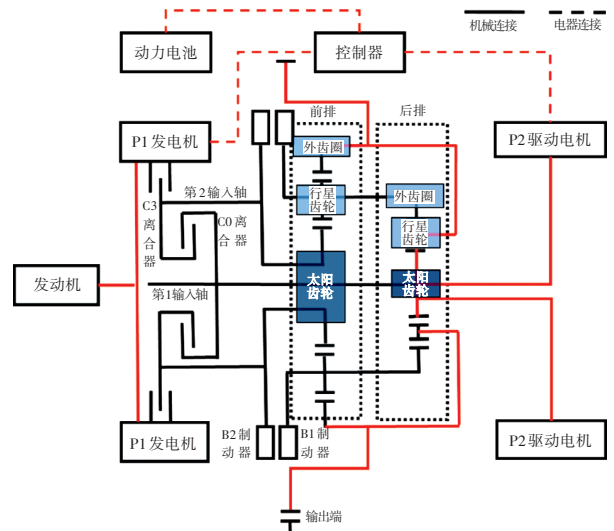 机械连接
电器连接
动力电池
控制器
前排
后排
P1发电机
外齿圈
P2驱动电机
第2输入轴
行星
齿轮
外齿圈
C3离合器
C0离合器
行星
齿轮
发动机
第1输入轴
太阳
齿轮
太阳
齿轮
P1发电机
B2制动器
B1制动器
P2驱动电机
输出端